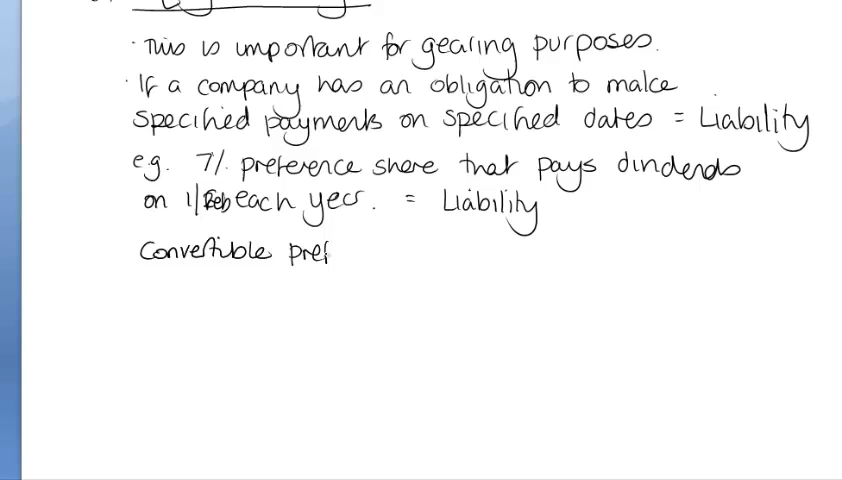 · This is important for gearing purposes.
· If a company has an obligation to make
specified payments on specified dates = Liability
e.g. 7% preference share that pays dividends
on 1/Feb each year. = Liability
Convertible pref